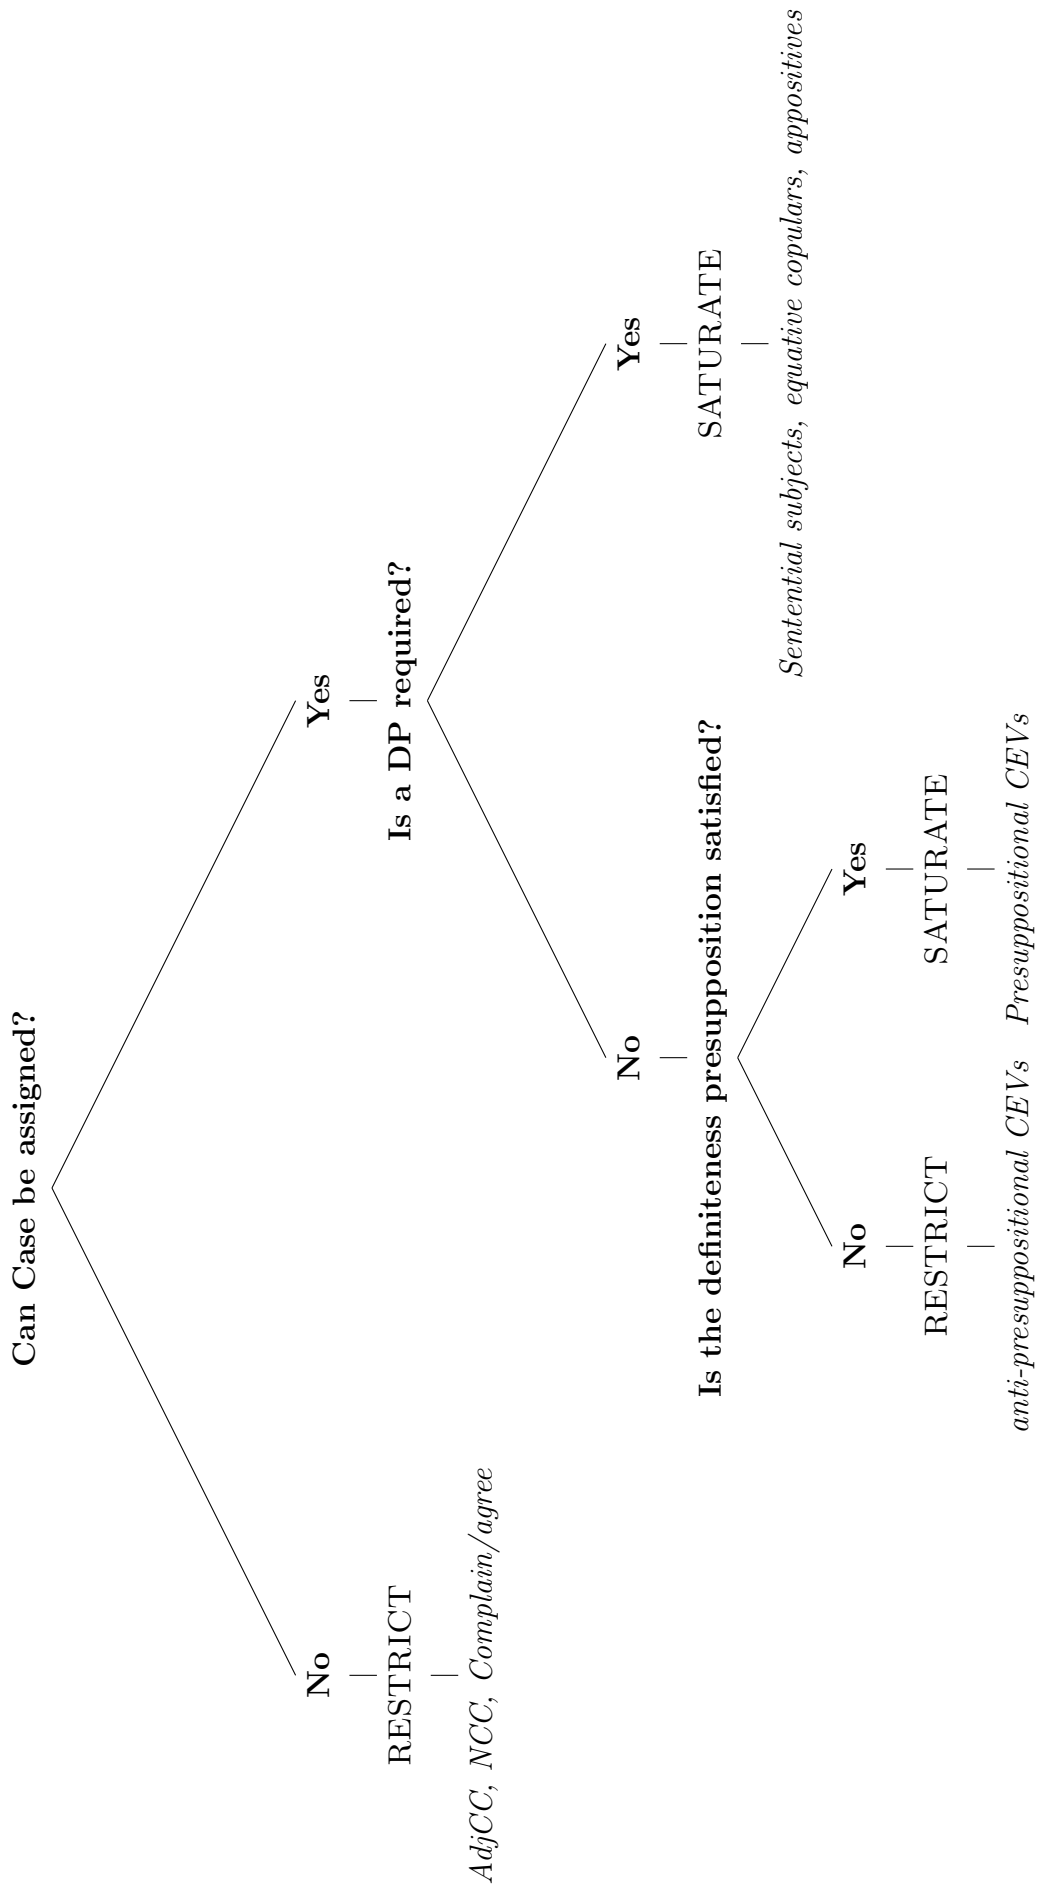 Can Case be assigned?
No
Yes
RESTRICT
Is a DP required?
AdjCC, NCC, Complain/agree
No
Yes
Is the definiteness presupposition satisfied?
SATURATE
Sentential subjects, equative copulars, appositives
No
Yes
RESTRICT
SATURATE
anti-presuppositional CEVs
Presuppositional CEVs